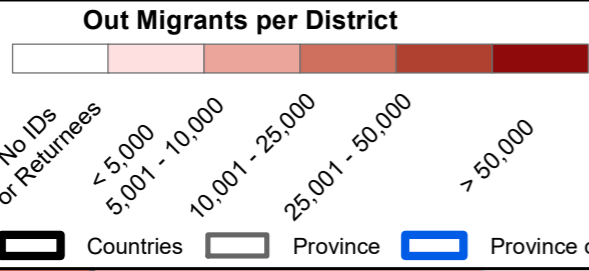 Out Migrants per District
No IDs
or Returnees
< 5,000
5,001 - 10,000
10,001 - 25,000
25,001 - 50,000
> 50,000
Countries
Province
Province